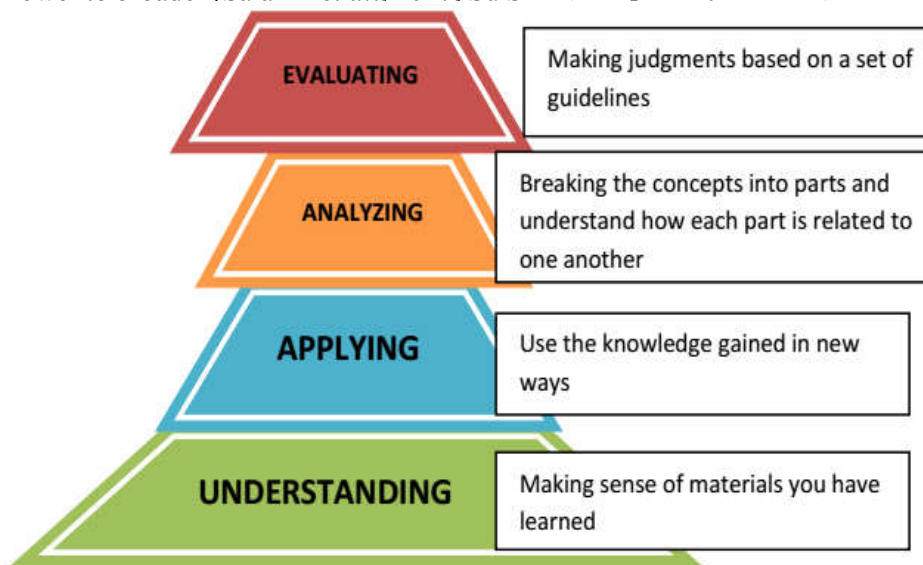 EVALUATING
Making judgments based on a set of
guidelines
ANALYZING
Breaking the concepts into parts and
understand how each part is related to
one another
APPLYING
Use the knowledge gained in new
ways
UNDERSTANDING
Making sense of materials you have
learned